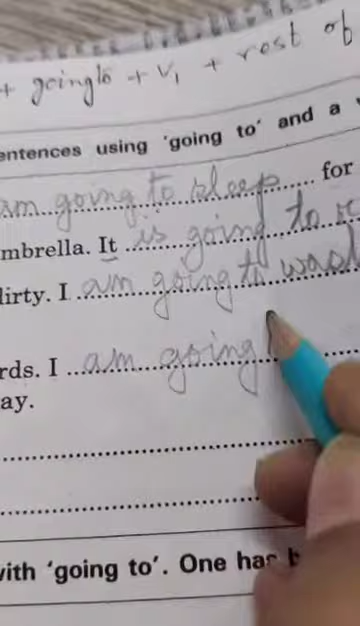 + going to + V₁ + rest of
entences using 'going to' and a
am going to sleep for
mbrella. It is going to
dirty. I am going to
rds. I am going
ay.
with 'going to'. One has